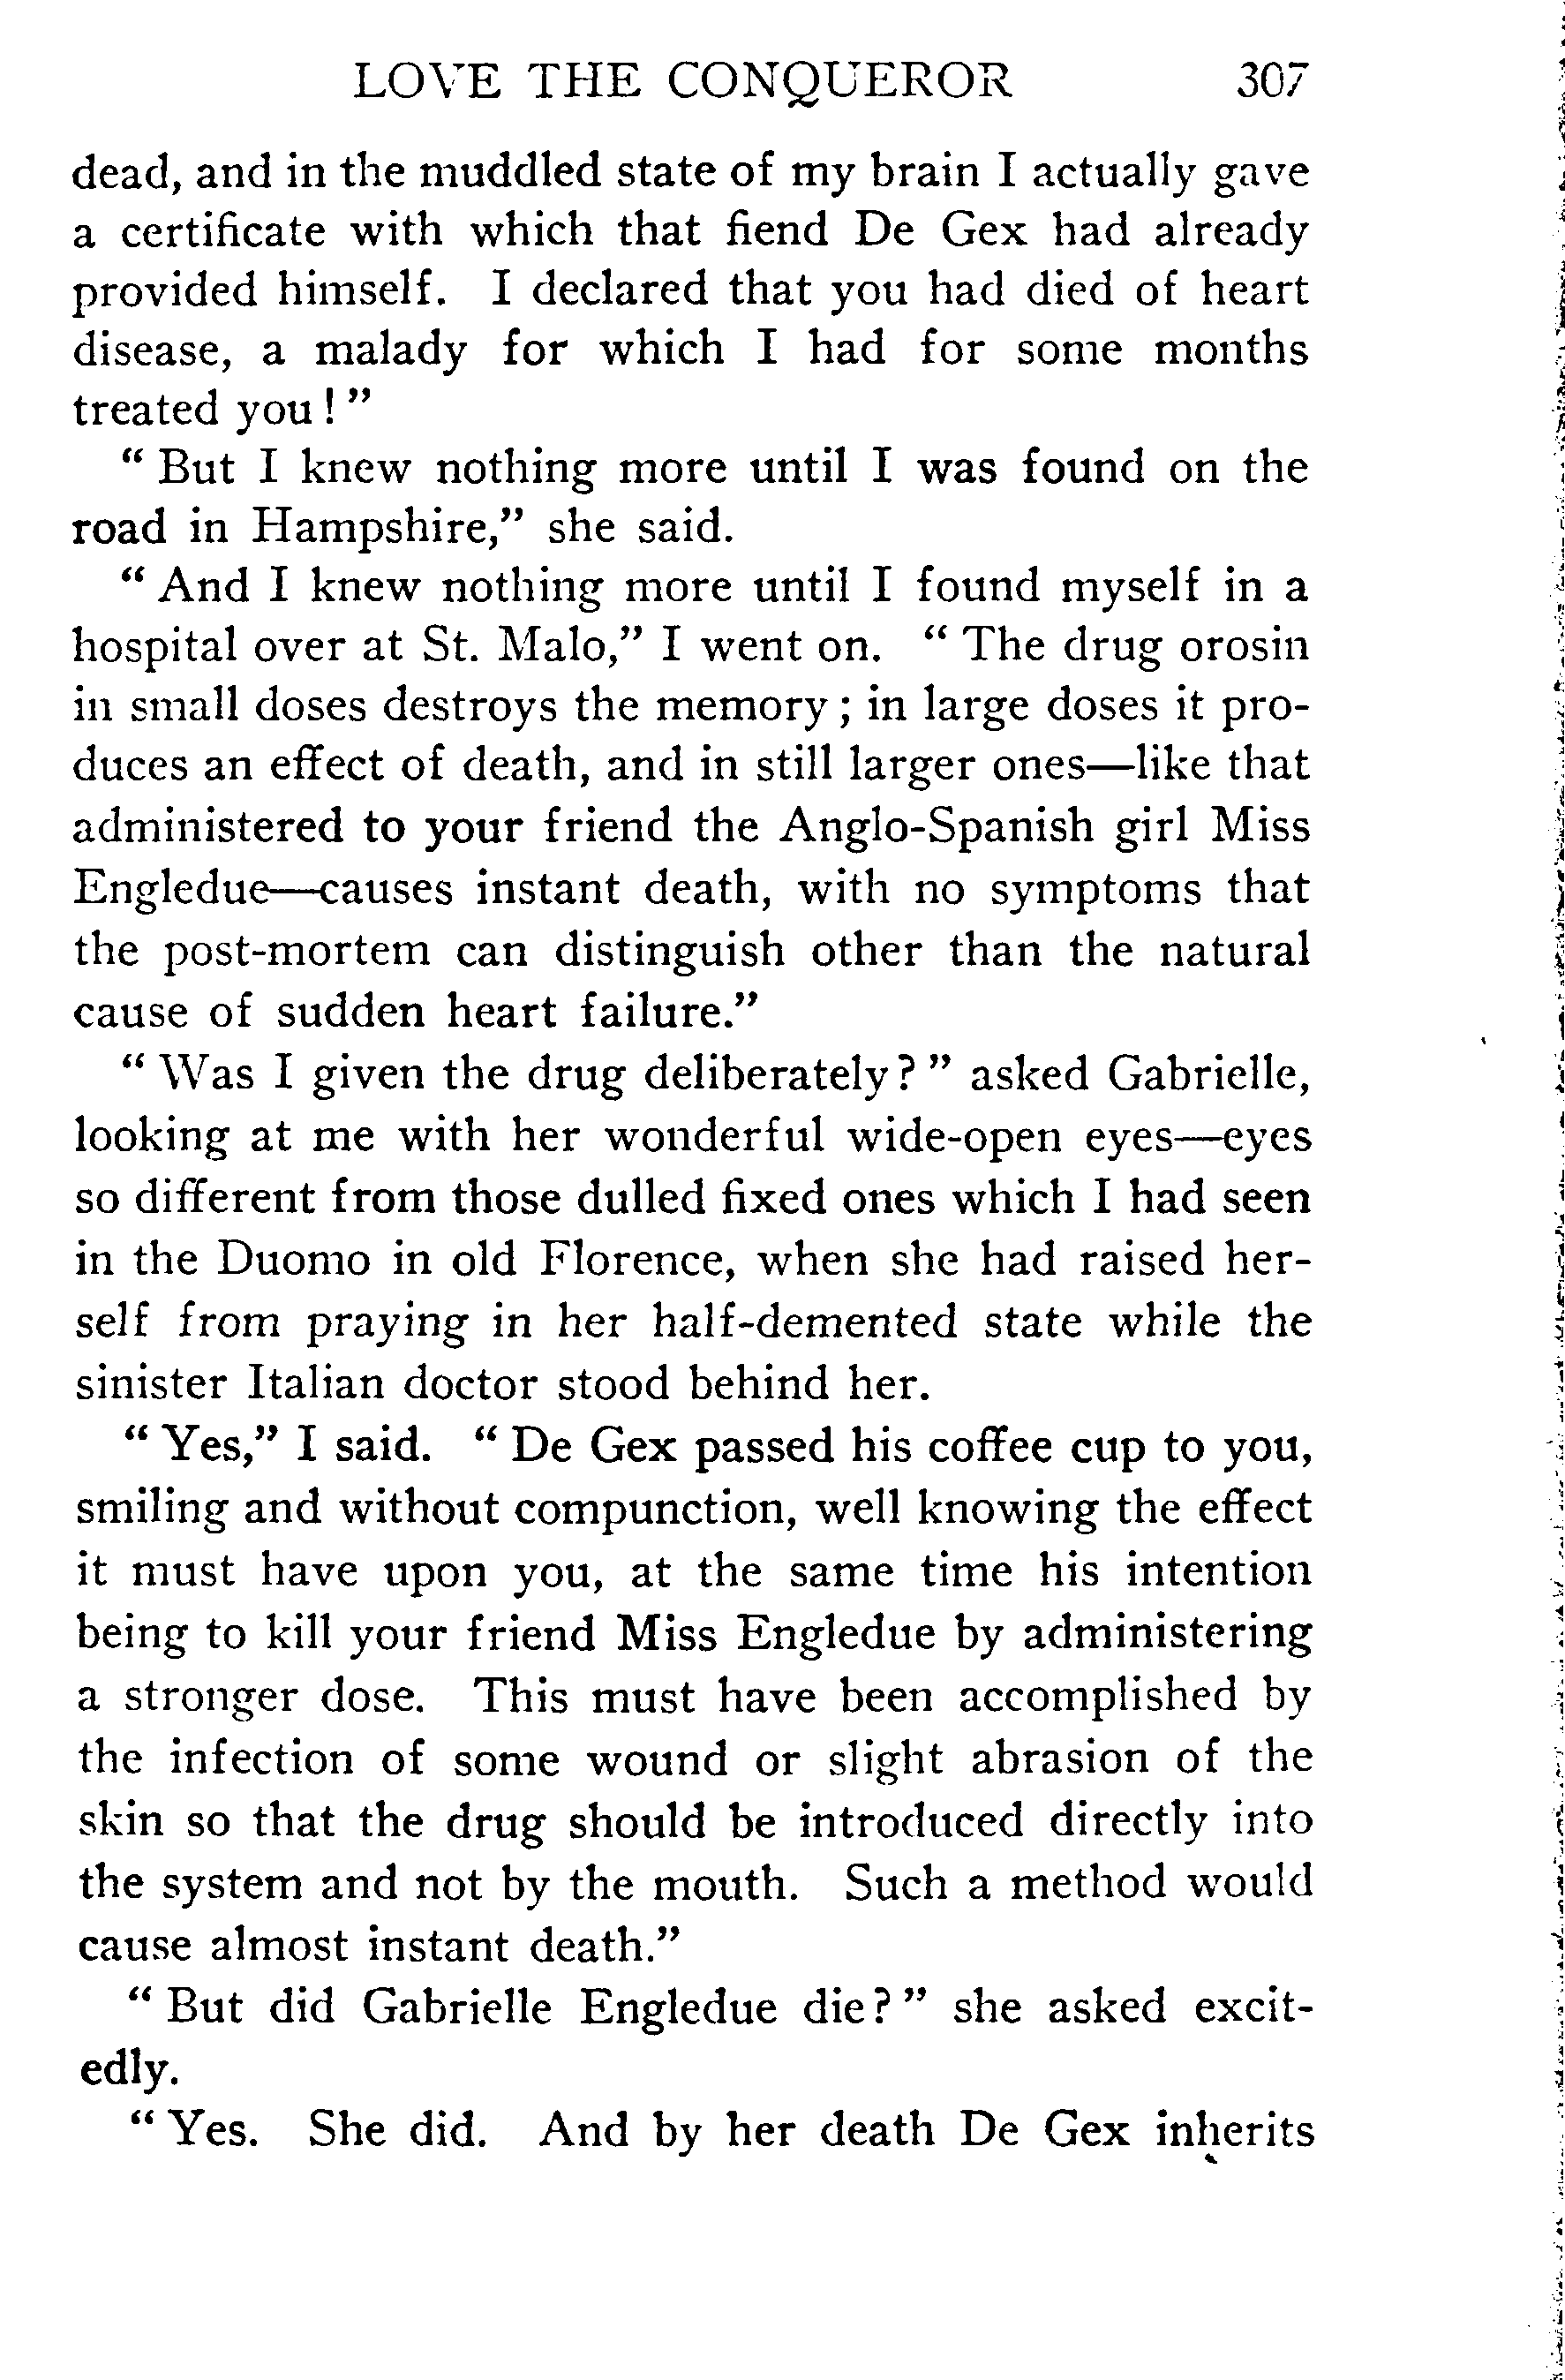 LOVE THE CONQUEROR 307
dead, and in the muddled state of my brain I actually gave
a certificate with which that fiend De Gex had already
provided himself. I declared that you had died of heart
disease, a malady for which I had for some months
treated you ! ”
“ But I knew nothing more until I was found on the
road in Hampshire,” she said.
“ And I knew nothing more until I found myself in a
hospital over at St. Malo,” I went on. “ The drug orosin
in small doses destroys the memory ; in large doses it pro-
duces an effect of death, and in still larger ones—like that
administered to your friend the Anglo-Spanish girl Miss
Engledue—causes instant death, with no symptoms that
the post-mortem can distinguish other than the natural
cause of sudden heart failure.”
“ Was I given the drug deliberately ? ” asked Gabrielle,
looking at me with her wonderful wide-open eyes—eyes
so different from those dulled fixed ones which I had seen
in the Duomo in old Florence, when she had raised her-
self from praying in her half-demented state while the
sinister Italian doctor stood behind her.
“ Yes,” I said. “ De Gex passed his coffee cup to you,
smiling and without compunction, well knowing the effect
it must have upon you, at the same time his intention
being to kill your friend Miss Engledue by administering
a stronger dose. This must have been accomplished by
the infection of some wound or slight abrasion of the
skin so that the drug should be introduced directly into
the system and not by the mouth. Such a method would
cause almost instant death.”
“ But did Gabrielle Engledue die ? ” she asked excit-
edly.
“ Yes. She did. And by her death De Gex inherits